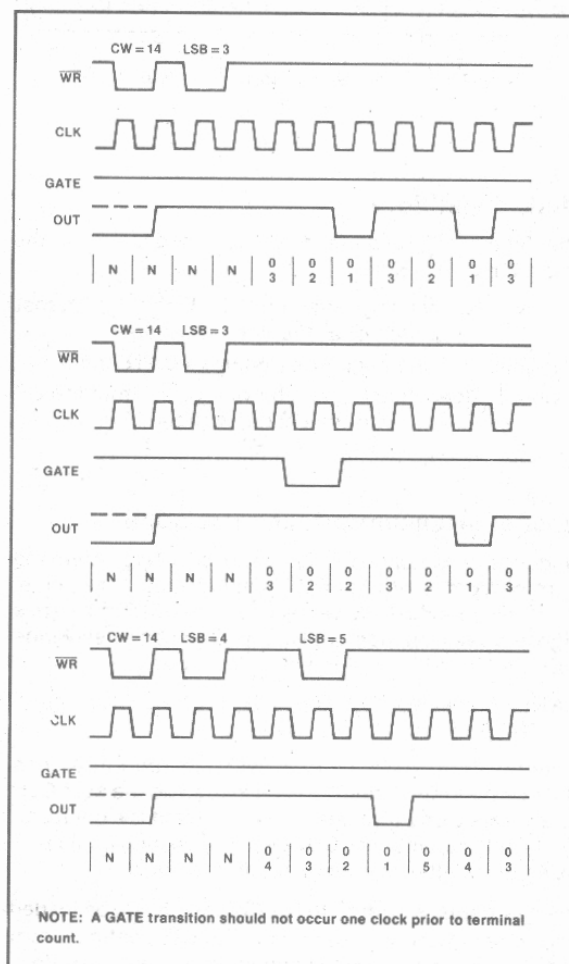 CW = 14 LSB = 3
WR
CLK
GATE
OUT
N N N N 0 0 0 0 0 0 0
3 2 1 3 2 1 3
CW = 14 LSB = 3
WR
CLK
GATE
OUT
N N N N 0 0 0 0 0 0 0
3 2 2 3 2 1 3
CW = 14 LSB = 4 LSB = 5
WR
CLK
GATE
OUT
N N N N 0 0 0 0 0 0 0
4 3 2 1 5 4 3
NOTE: A GATE transition should not occur one clock prior to terminal
count.